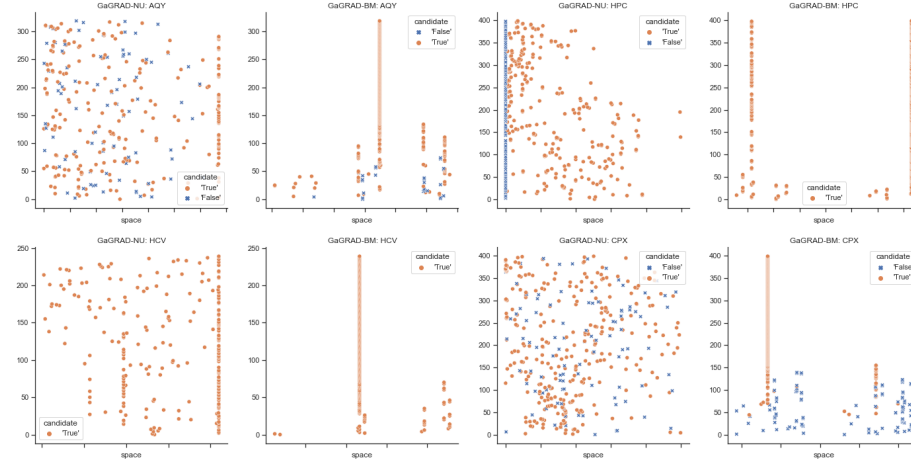 GaGRAD-NU: AQY
300
250
200
150
100
50
0
candidate
'True'
'False'
space
GaGRAD-BM: AQY
300
250
200
150
100
50
0
candidate
'False'
'True'
space
GaGRAD-NU: HPC
400
350
300
250
200
150
100
50
0
candidate
'True'
'False'
space
GaGRAD-BM: HPC
400
350
300
250
200
150
100
50
0
candidate
'True'
space
GaGRAD-NU: HCV
250
200
150
100
50
0
candidate
'True'
space
GaGRAD-BM: HCV
250
200
150
100
50
0
candidate
'True'
space
GaGRAD-NU: CPX
400
350
300
250
200
150
100
50
0
candidate
'False'
'True'
space
GaGRAD-BM: CPX
400
350
300
250
200
150
100
50
0
candidate
'False'
'True'
space